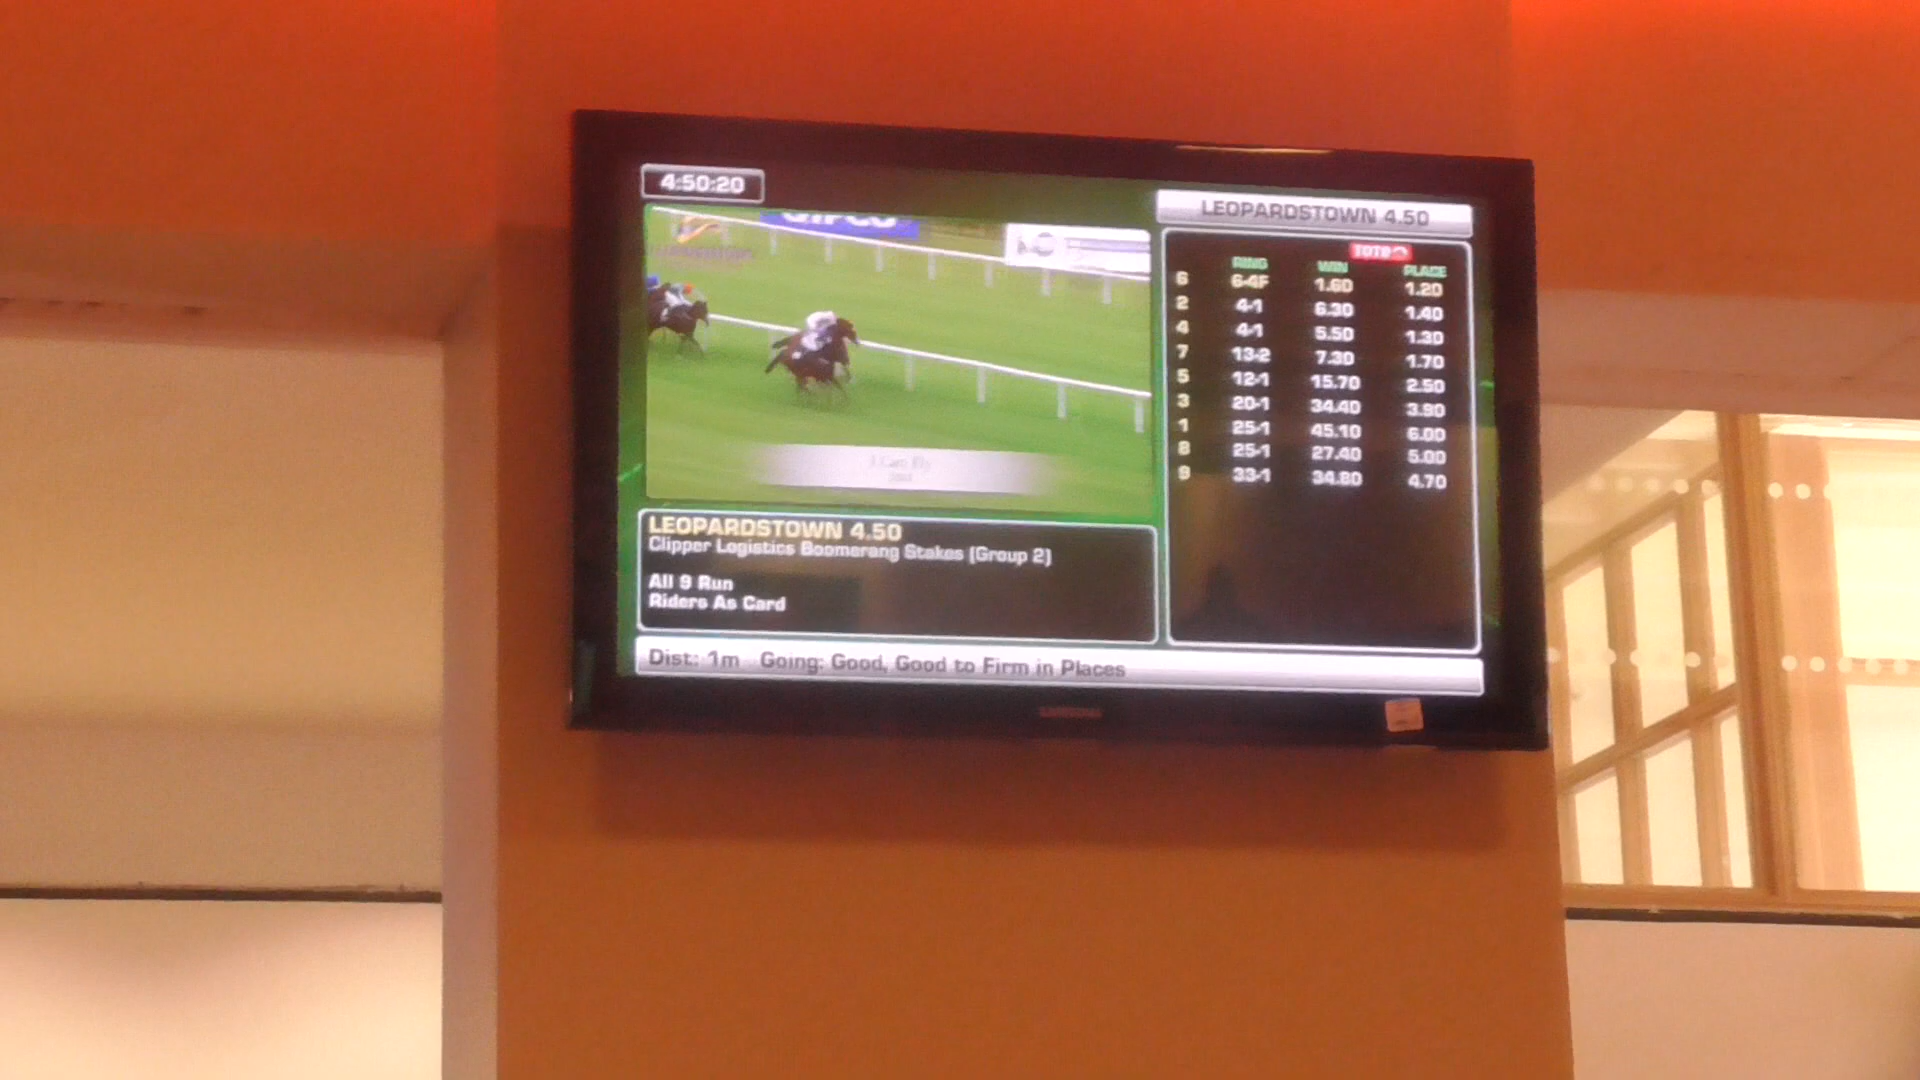 4:50:20
LEOPARDSTOWN 4.50
TOTE
RING WIN PLACE
6 6-4F 1.60 1.20
2 4-1 6.30 1.40
4 4-1 5.50 1.30
7 13-2 7.30 1.70
5 12-1 15.70 2.50
3 20-1 34.40 3.90
1 25-1 45.10 6.00
8 25-1 27.40 5.00
9 33-1 34.80 4.70
I Can Fly
LEOPARDSTOWN 4.50
Clipper Logistics Boomerang Stakes (Group 2)
All 9 Run
Riders As Card
Dist: 1m Going: Good, Good to Firm in Places
SAMSUNG